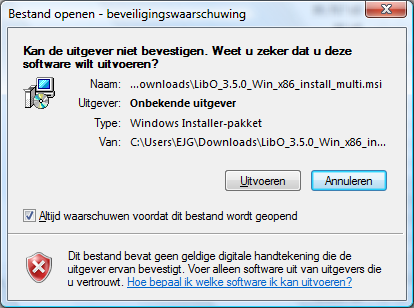 Bestand openen - beveiligingswaarschuwing
Kan de uitgever niet bevestigen. Weet u zeker dat u deze
software wilt uitvoeren?
Naam: ...ownloads\LibO_3.5.0_Win_x86_install_multi.msi
Uitgever: Onbekende uitgever
Type: Windows Installer-pakket
Van: C:\Users\EJG\Downloads\LibO_3.5.0_Win_x86_in...
Uitvoeren Annuleren
Altijd waarschuwen voordat dit bestand wordt geopend
Dit bestand bevat geen geldige digitale handtekening die de
uitgever ervan bevestigt. Voer alleen software uit van uitgevers die
u vertrouwt. Hoe bepaal ik welke software ik kan uitvoeren?